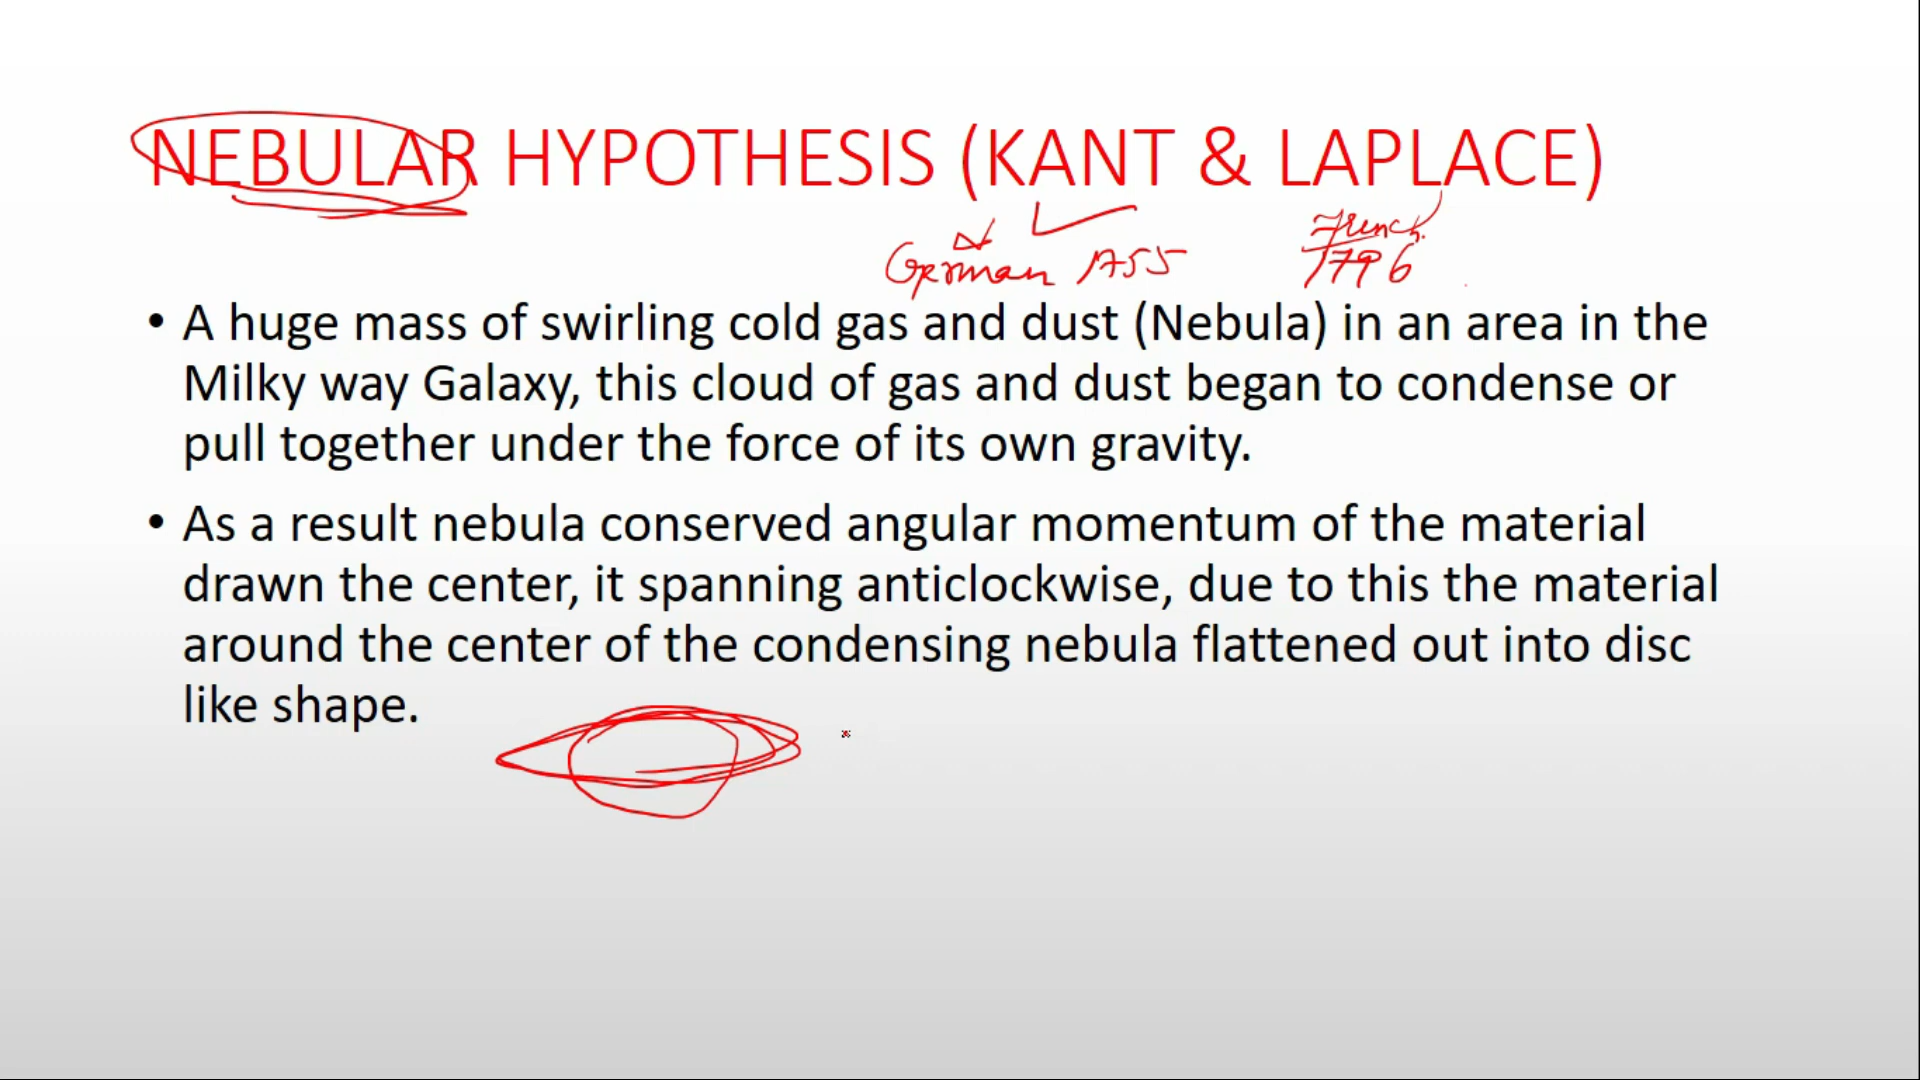 NEBULAR HYPOTHESIS (KANT & LAPLACE)
German 1755 French 1796
• A huge mass of swirling cold gas and dust (Nebula) in an area in the
Milky way Galaxy, this cloud of gas and dust began to condense or
pull together under the force of its own gravity.
• As a result nebula conserved angular momentum of the material
drawn the center, it spanning anticlockwise, due to this the material
around the center of the condensing nebula flattened out into disc
like shape.